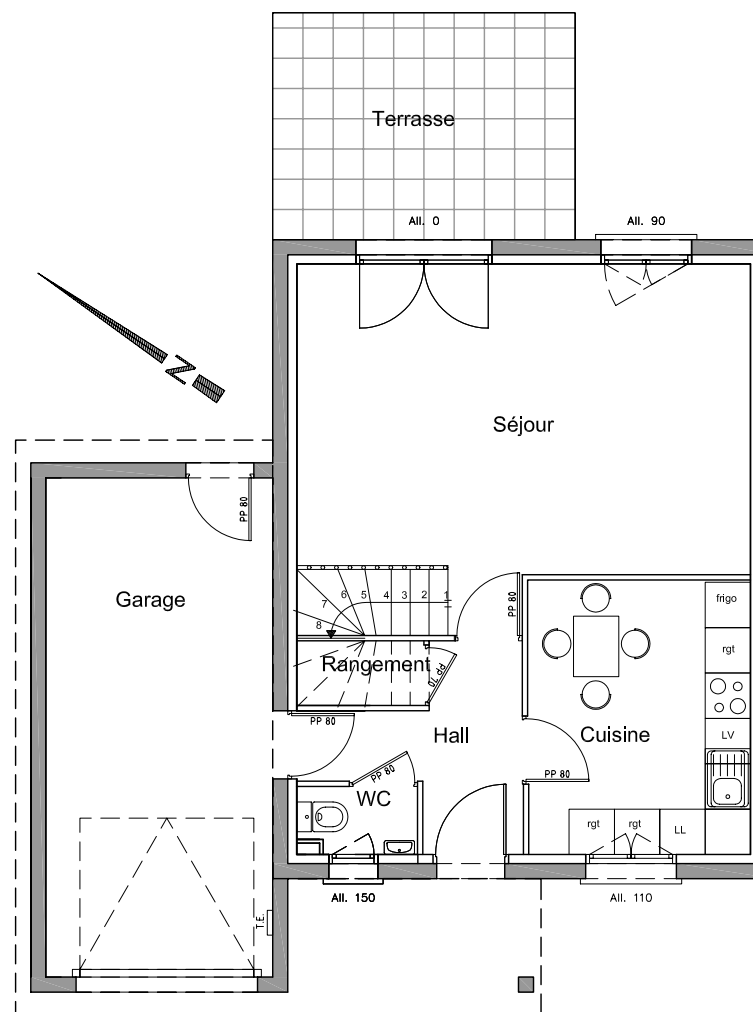 Terrasse
All. 0
All. 90
N
Séjour
PP 80
Garage
7
6
5
4
3
2
1
8
PP 80
frigo
rgt
Rangement
PP 70
PP 80
Hall
Cuisine
LV
PP 80
PP 80
WC
rgt
rgt
LL
T.E.
All. 150
All. 110